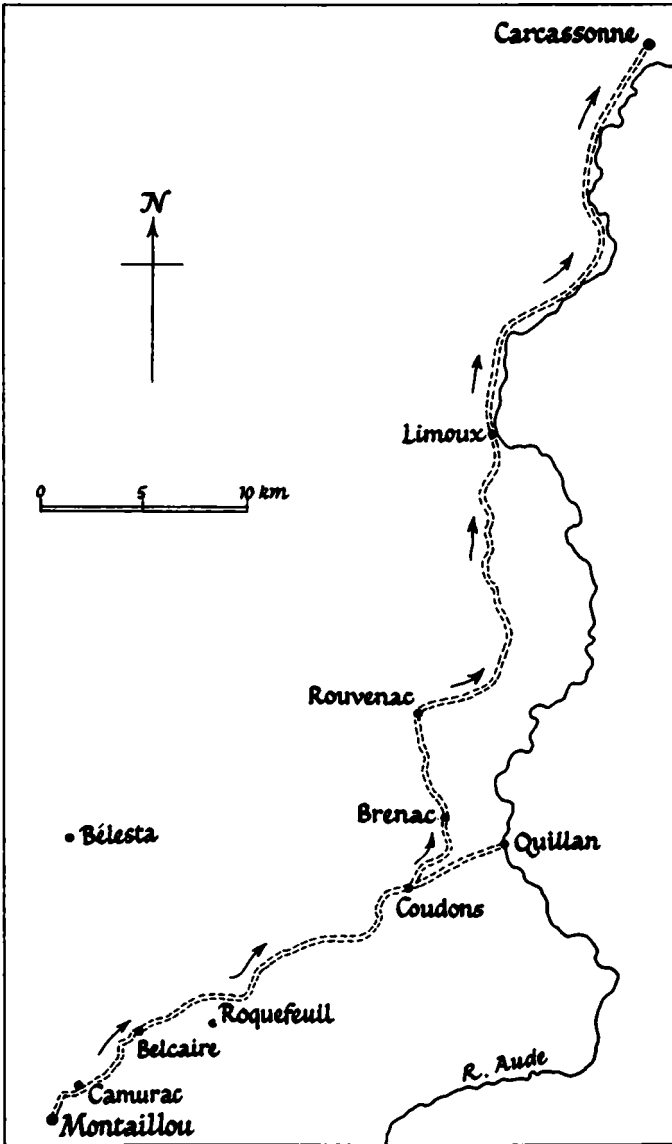 Carcassonne
N
Limoux
0 5 10 km
Rouvenac
Brenac
Bélesta
Quillan
Coudons
Roquefeuil
Belcaire
R. Aude
Camurac
Montaillou